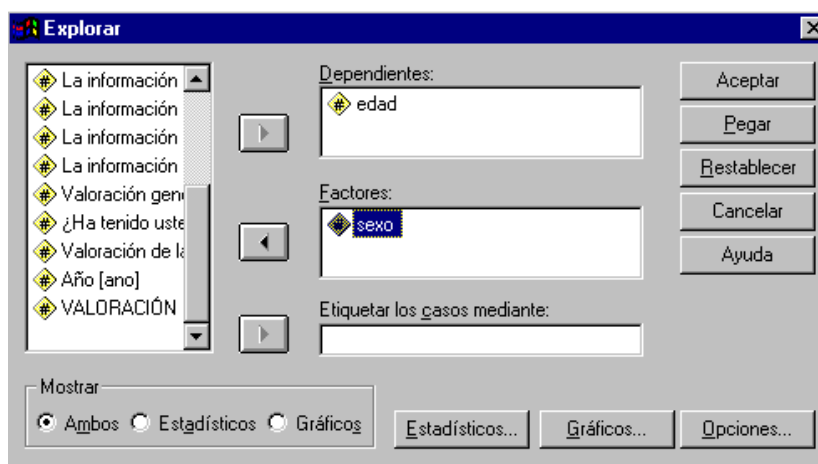 Explorar
La información
La información
La información
La información
Valoración gen
¿Ha tenido uste
Valoración de la
Año [ano]
VALORACIÓN
Dependientes:
edad
Factores:
sexo
Etiquetar los casos mediante:
Aceptar
Pegar
Restablecer
Cancelar
Ayuda
Mostrar
Ambos
Estadísticos
Gráficos
Estadísticos...
Gráficos...
Opciones...